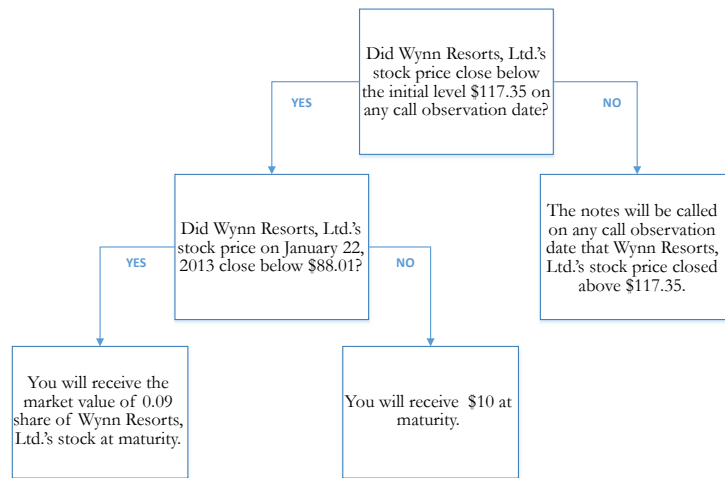 Did Wynn Resorts, Ltd.'s
stock price close below
the initial level $117.35 on
any call observation date?
YES
NO
Did Wynn Resorts, Ltd.'s
stock price on January 22,
2013 close below $88.01?
The notes will be called
on any call observation
date that Wynn Resorts,
Ltd.'s stock price closed
above $117.35.
YES
NO
You will receive the
market value of 0.09
share of Wynn Resorts,
Ltd.'s stock at maturity.
You will receive $10 at
maturity.